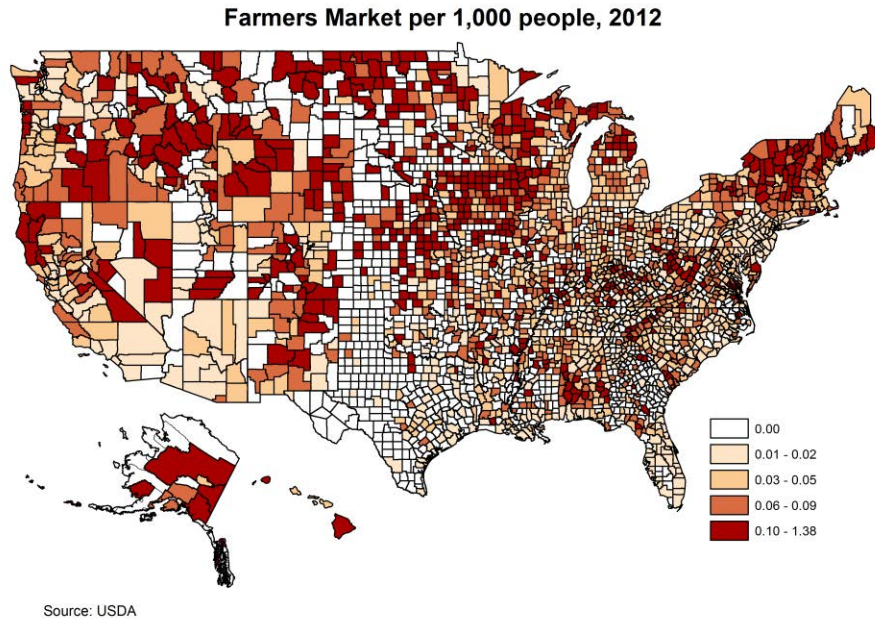 Farmers Market per 1,000 people, 2012
0.00
0.01 - 0.02
0.03 - 0.05
0.06 - 0.09
0.10 - 1.38
Source: USDA